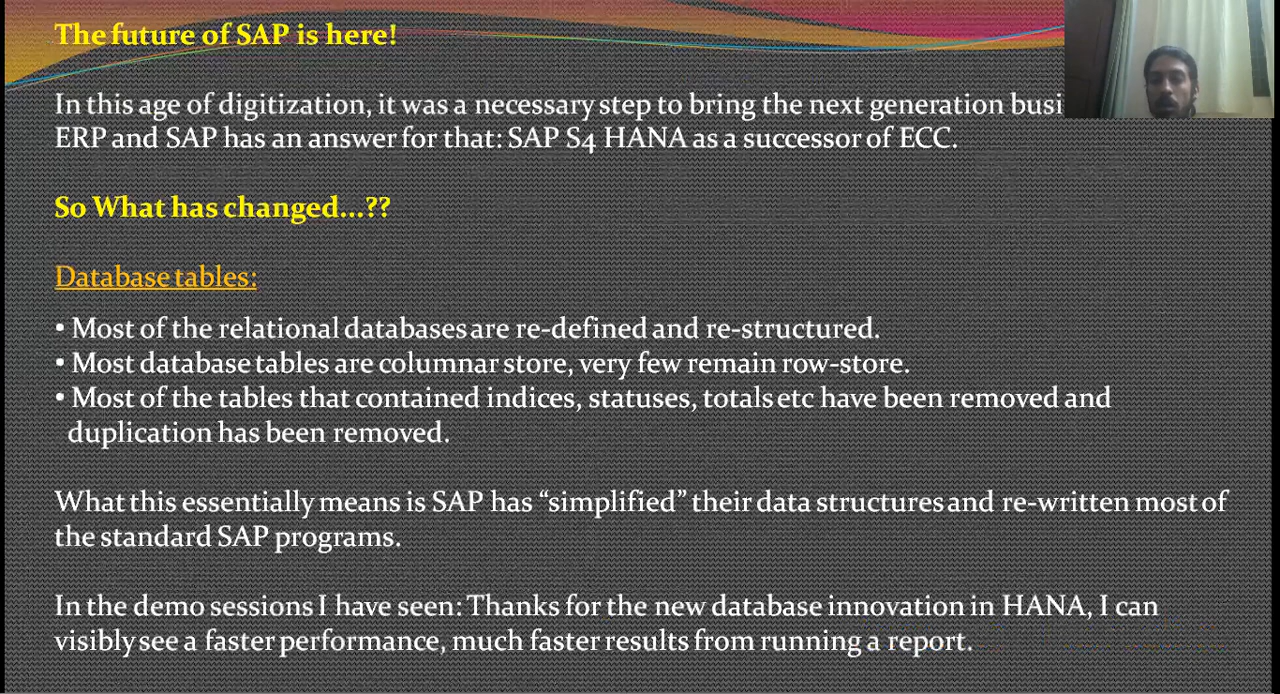 The future of SAP is here!
In this age of digitization, it was a necessary step to bring the next generation
ERP and SAP has an answer for that: SAP S4 HANA as a successor of ECC.
So What has changed...??
Database tables:
• Most of the relational databases are re-defined and re-structured.
• Most database tables are columnar store, very few remain row-store.
• Most of the tables that contained indices, statuses, totals etc have been removed and
duplication has been removed.
What this essentially means is SAP has “simplified” their data structures and re-written most of
the standard SAP programs.
In the demo sessions I have seen: Thanks for the new database innovation in HANA, I can
visibly see a faster performance, much faster results from running a report.